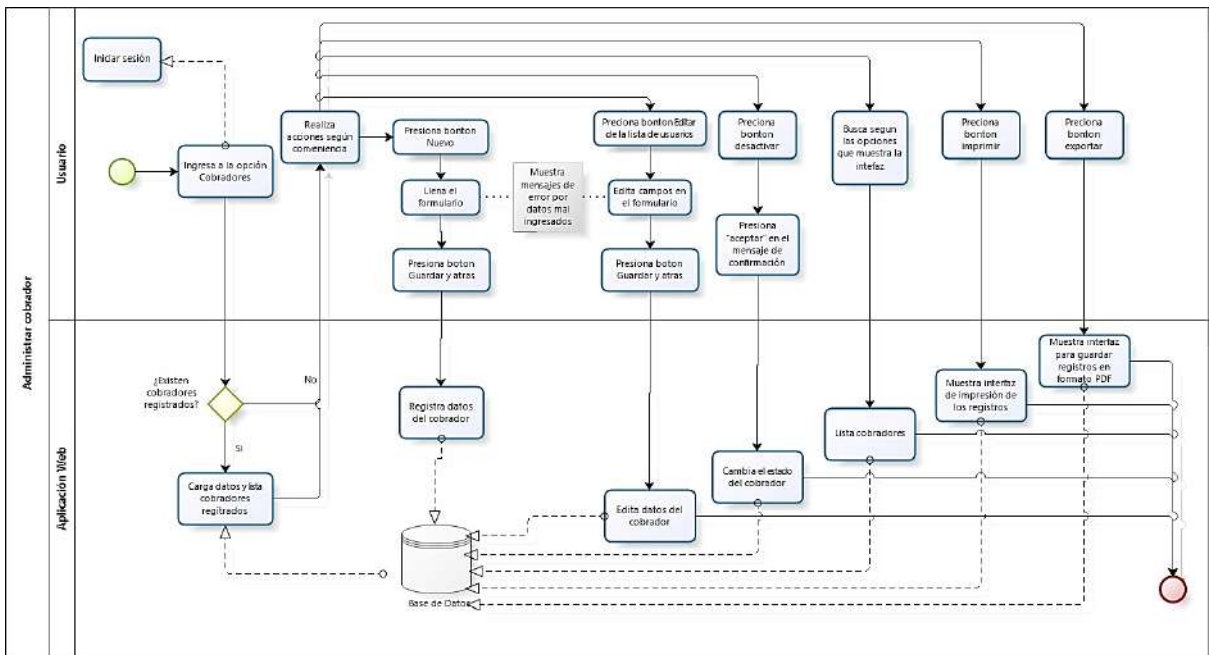 Administrar cobrador
Usuario
Iniciar sesión
Ingresa a la opción
Cobradores
Realiza
acciones según
conveniencia
Presiona bonton
Nuevo
Llena el
formulario
Presiona boton
Guardar y atras
Muestra
mensajes de
error por
datos mal
ingresados
Preciona bonton Editar
de la lista de usuarios
Edita campos en
el formulario
Presiona boton
Guardar y atras
Preciona
bonton
desactivar
Presiona
"aceptar" en el
mensaje de
confirmación
Busca segun
las opciones
que muestra la
intefaz
Preciona
bonton
imprimir
Preciona
bonton
exportar
Aplicación Web
¿Existen
cobradores
registrados?
No
Si
Carga datos y lista
cobradores
regitrados
Registra datos
del cobrador
Base de Datos
Edita datos del
cobrador
Cambia el estado
del cobrador
Lista cobradores
Muestra interfaz
de impresión de
los registros
Muestra interfaz
para guardar
registros en
formato PDF